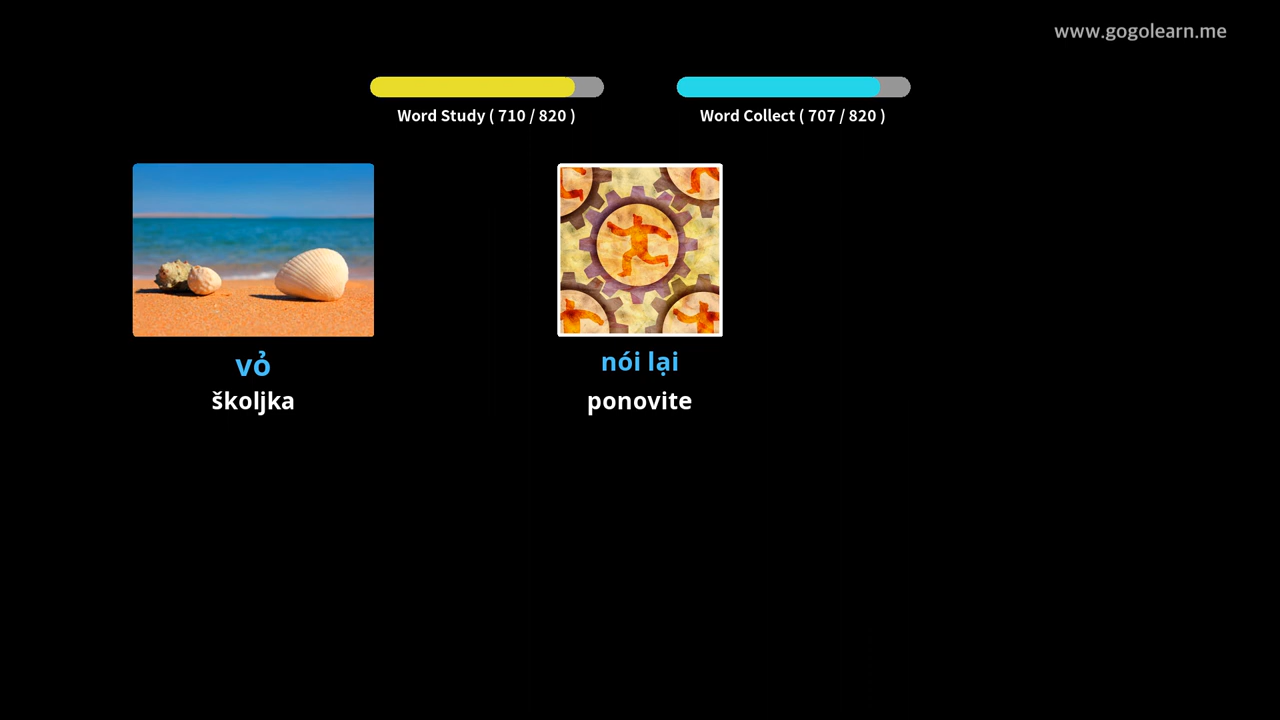 www.gogolearn.me
Word Study ( 710 / 820 )
Word Collect ( 707 / 820 )
vỏ
školjka
nói lại
ponovite